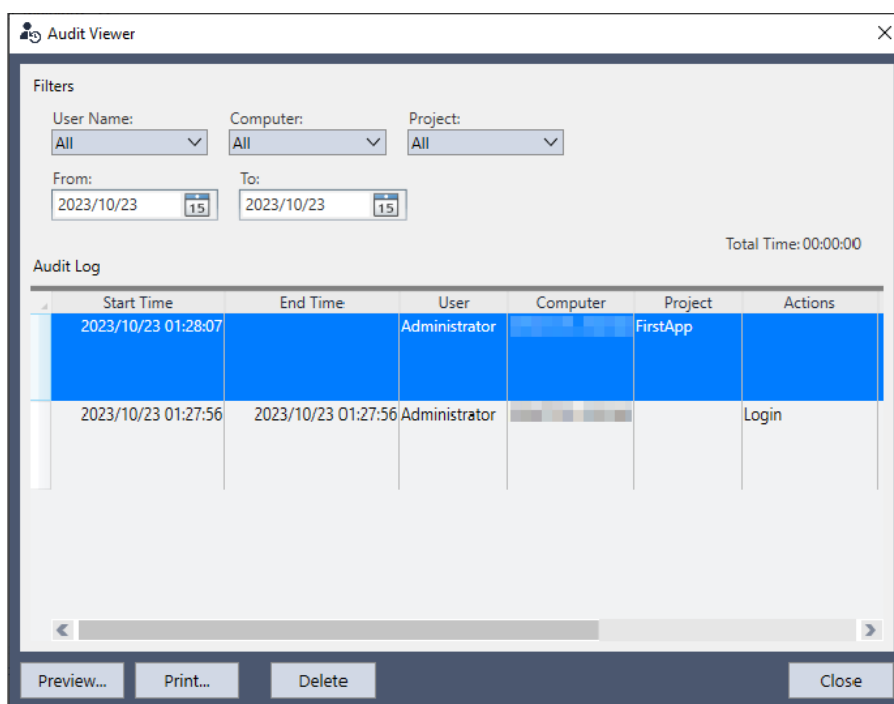 Audit Viewer
Filters
User Name: Computer: Project:
All All All
From: To:
2023/10/23 15 2023/10/23 15
Total Time: 00:00:00
Audit Log
Start Time End Time User Computer Project Actions
2023/10/23 01:28:07 Administrator FirstApp
2023/10/23 01:27:56 2023/10/23 01:27:56 Administrator Login
Preview... Print... Delete Close